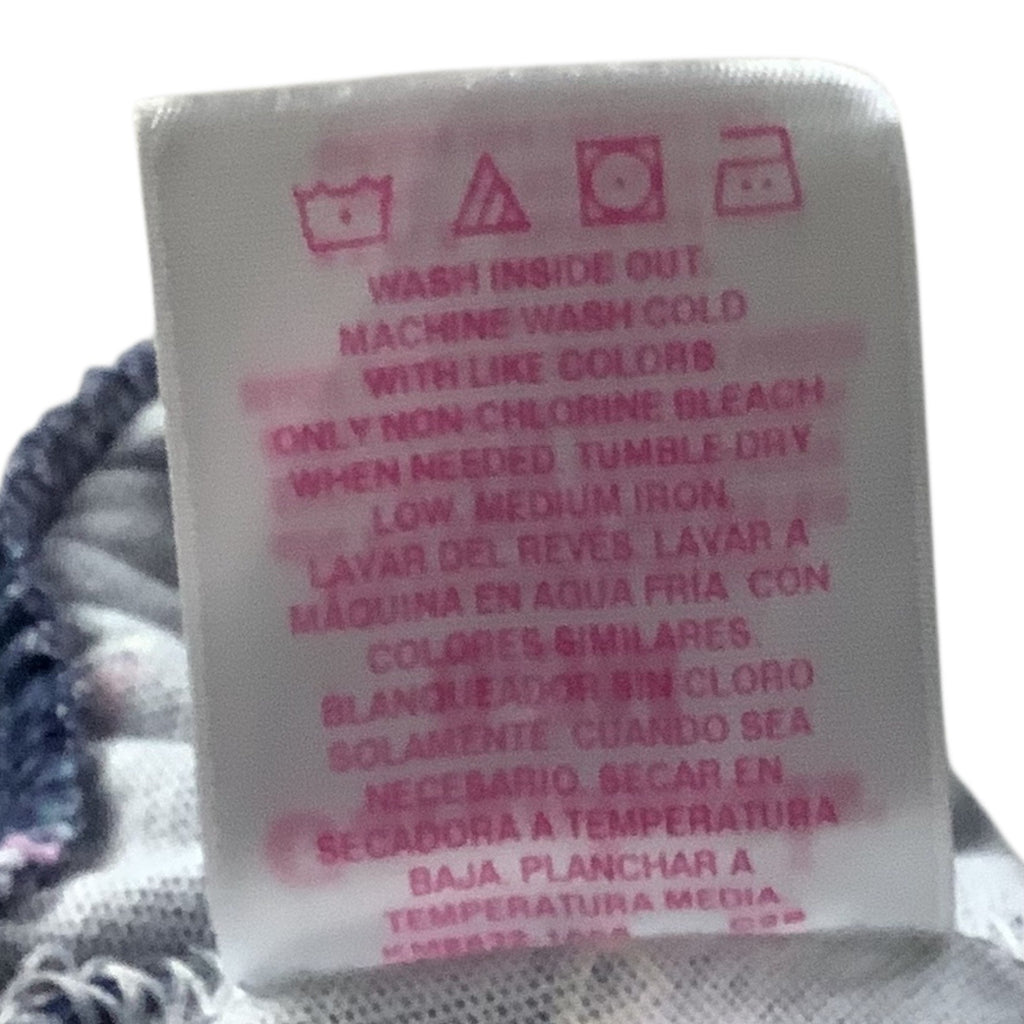 WASH INSIDE OUT.
MACHINE WASH COLD
WITH LIKE COLORS.
ONLY NON-CHLORINE BLEACH
WHEN NEEDED. TUMBLE DRY
LOW. MEDIUM IRON.
LAVAR DEL REVES. LAVAR A
MÁQUINA EN AGUA FRÍA CON
COLORES SIMILARES.
BLANQUEADOR SIN CLORO
SOLAMENTE CUANDO SEA
NECESARIO. SECAR EN
SECADORA A TEMPERATURA
BAJA. PLANCHAR A
TEMPERATURA MEDIA.